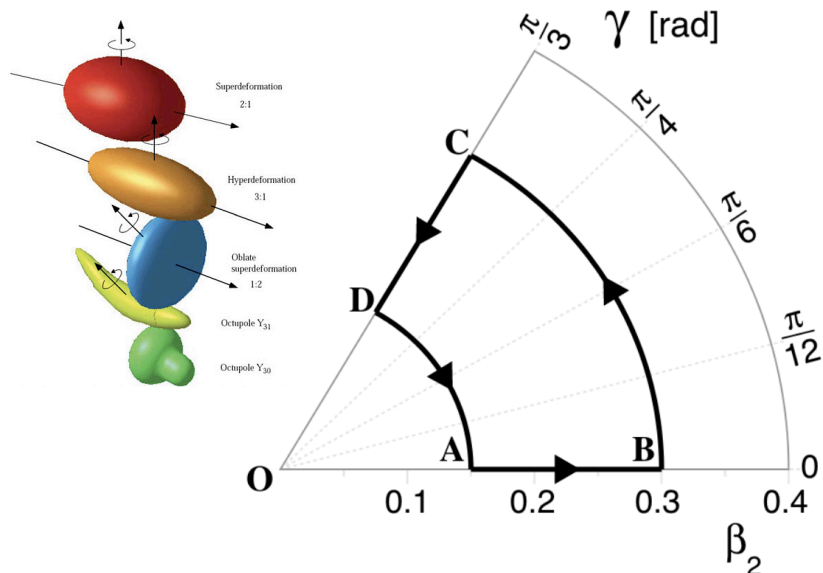 Superdeformation
2:1
Hyperdeformation
3:1
Oblate
superdeformation
1:2
Octupole Y31
Octupole Y30
γ [rad]
π/3
π/4
π/6
π/12
0
C
D
A
B
O
0.1 0.2 0.3 0.4
β2